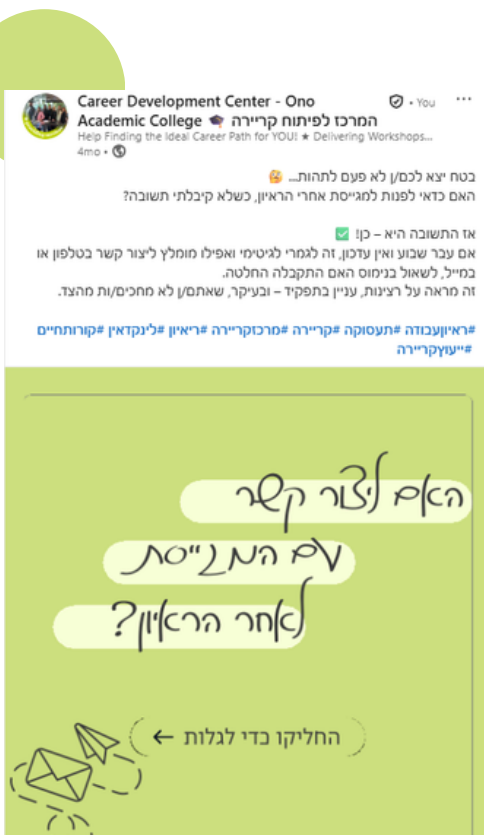 Career Development Center - Ono
Academic College 🎓 המרכז לפיתוח קריירה
• You
Help Finding the Ideal Career Path for YOU! ★ Delivering Workshops...
4mo •
בטח יצא לכם/ן לא פעם לתהות... 🤔
האם כדאי לפנות למגייסת אחרי הראיון, כשלא קיבלתי תשובה?
אז התשובה היא – כן! ✅
אם עבר שבוע ואין עדכון, זה לגמרי לגיטימי ואפילו מומלץ ליצור קשר בטלפון או
במייל, לשאול בנימוס האם התקבלה החלטה.
זה מראה על רצינות, עניין בתפקיד – ובעיקר, שאתם/ן לא מחכים/ות מהצד.
#ראיוןעבודה #תעסוקה #קריירה #מרכזקריירה #ריאיון #לינקדאין #קורותחיים
#ייעוץקריירה
האם ליצור קשר
עם המגייסת
לאחר הראיון?
החליקו כדי לגלות ←